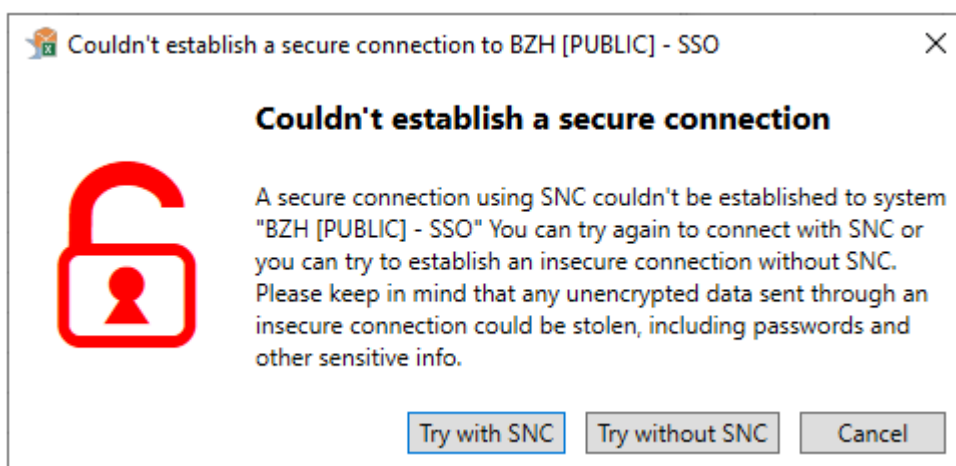 Couldn't establish a secure connection to BZH [PUBLIC] - SSO
Couldn't establish a secure connection
A secure connection using SNC couldn't be established to system
"BZH [PUBLIC] - SSO" You can try again to connect with SNC or
you can try to establish an insecure connection without SNC.
Please keep in mind that any unencrypted data sent through an
insecure connection could be stolen, including passwords and
other sensitive info.
Try with SNC
Try without SNC
Cancel